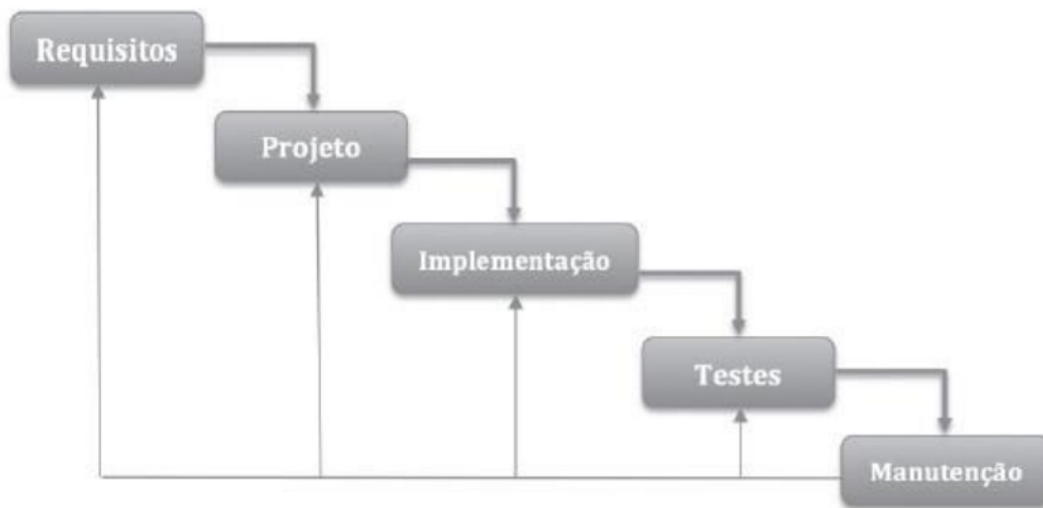 Requisitos
Projeto
Implementação
Testes
Manutenção